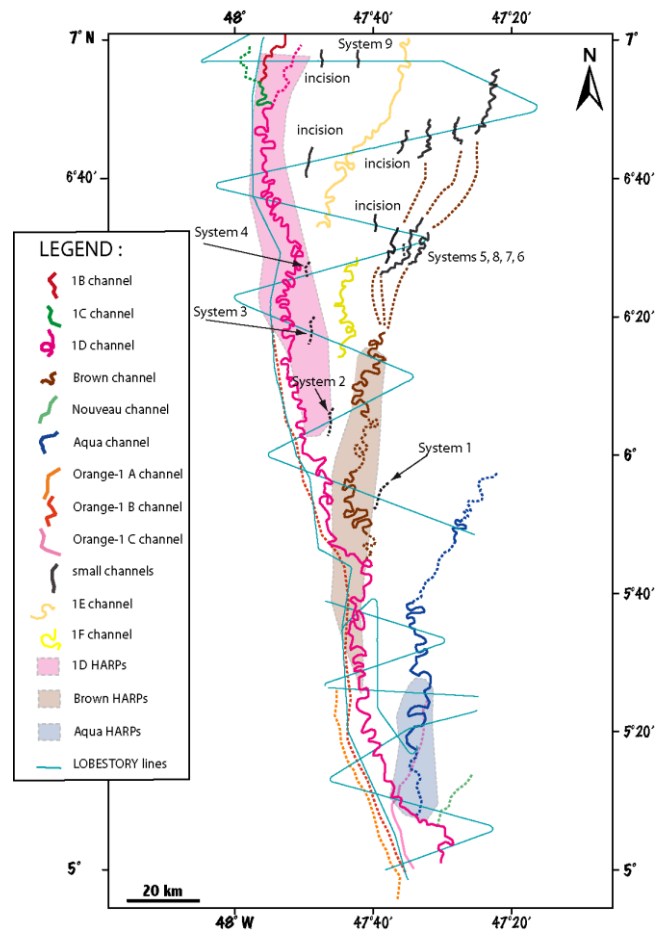 48° 47°40' 47°20'
7° N 7°
System 9
N
incision
incision
incision
6°40' 6°40'
incision
System 4
Systems 5, 8, 7, 6
LEGEND :
1B channel
System 3
1C channel
6°20' 6°20'
1D channel
Brown channel
System 2
Nouveau channel
Aqua channel
6° 6°
System 1
Orange-1 A channel
Orange-1 B channel
Orange-1 C channel
small channels
1E channel
5°40' 5°40'
1F channel
1D HARPs
Brown HARPs
Aqua HARPs
5°20' 5°20'
LOBESTORY lines
5° 5°
20 km
48° W 47°40' 47°20'